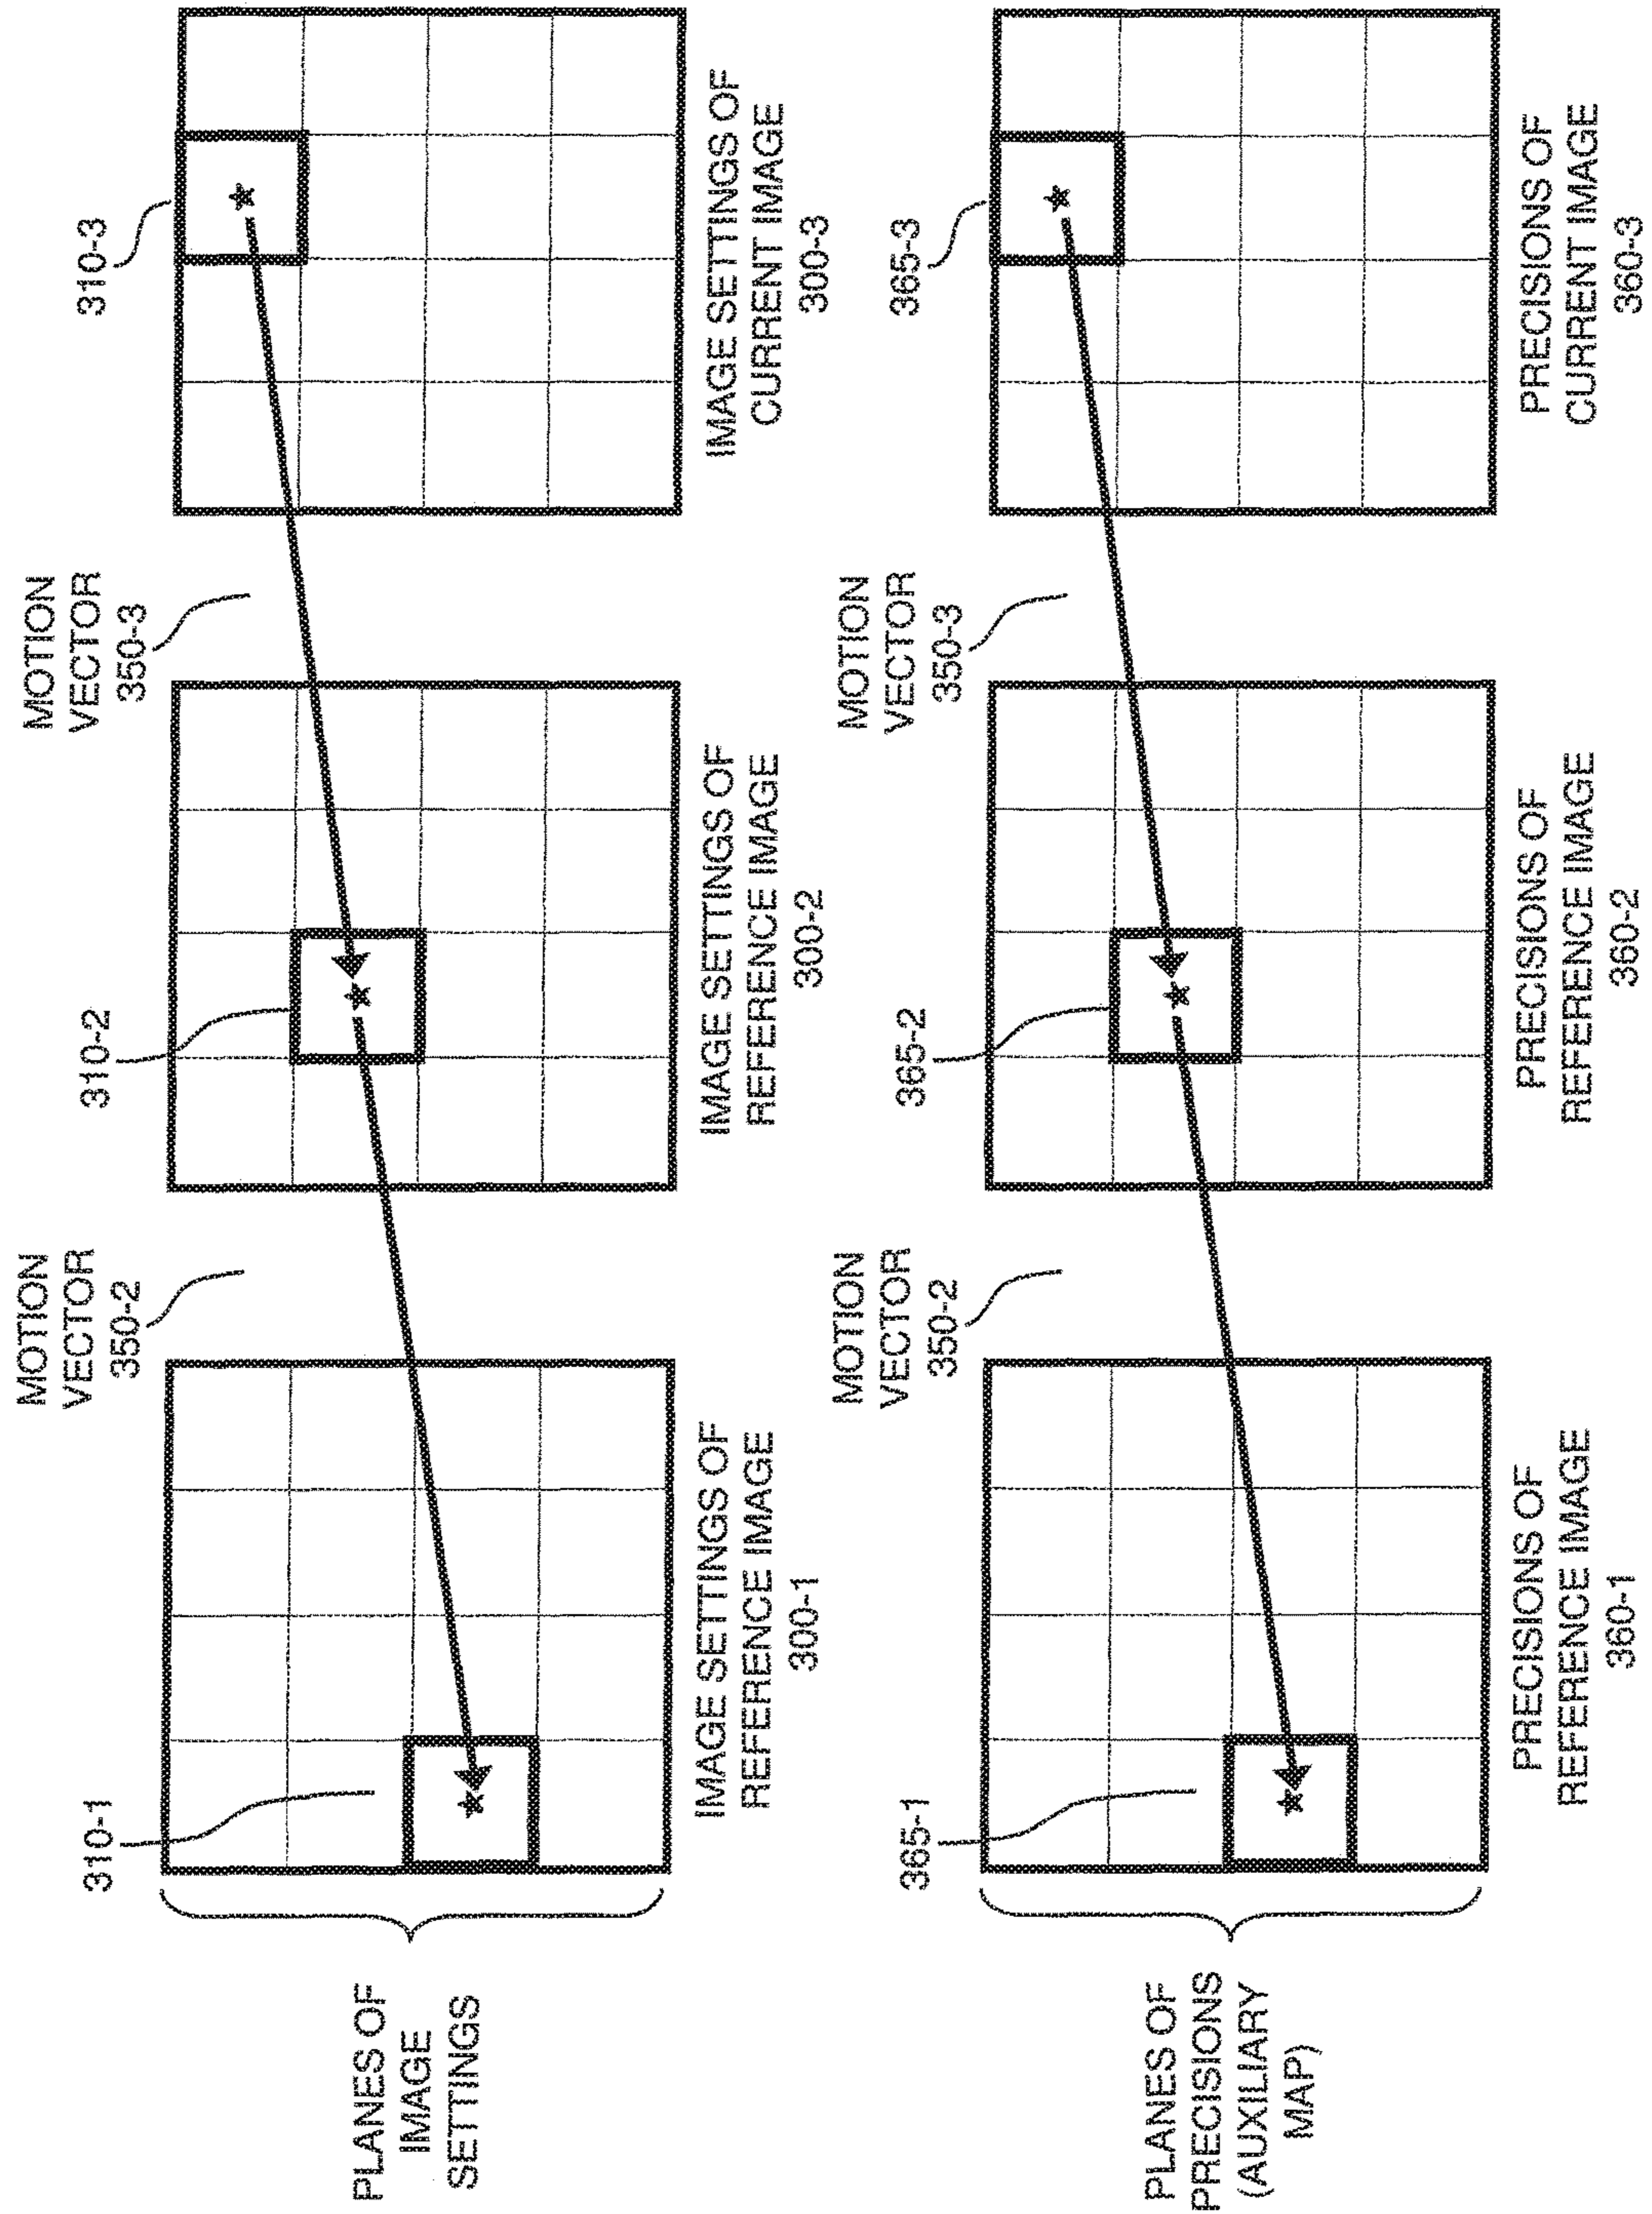 PLANES OF
IMAGE
SETTINGS
310-1
IMAGE SETTINGS OF
REFERENCE IMAGE
300-1
MOTION
VECTOR
350-2
310-2
IMAGE SETTINGS OF
REFERENCE IMAGE
300-2
MOTION
VECTOR
350-3
310-3
IMAGE SETTINGS OF
CURRENT IMAGE
300-3
PLANES OF
PRECISIONS
(AUXILIARY
MAP)
365-1
PRECISIONS OF
REFERENCE IMAGE
360-1
MOTION
VECTOR
350-2
365-2
PRECISIONS OF
REFERENCE IMAGE
360-2
MOTION
VECTOR
350-3
365-3
PRECISIONS OF
CURRENT IMAGE
360-3